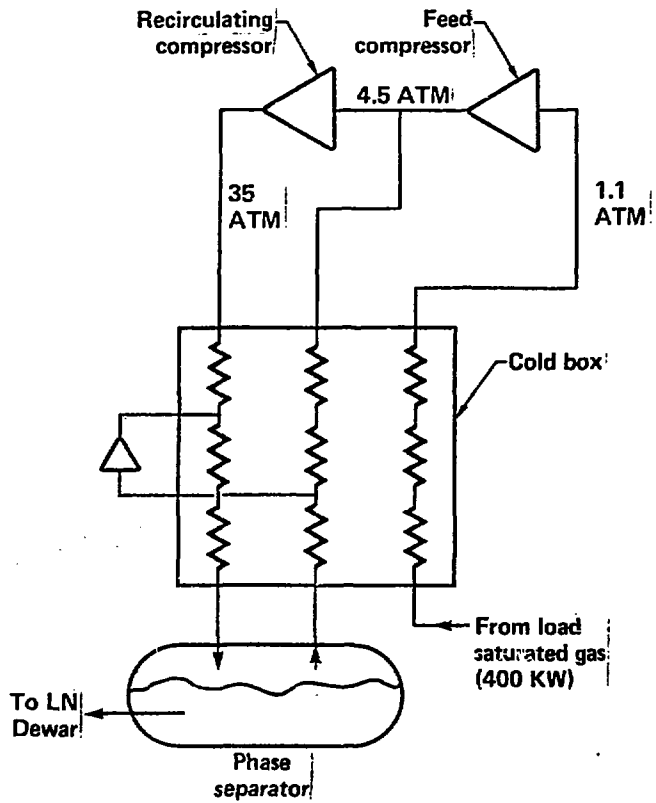 Recirculating
compressor
Feed
compressor
4.5 ATM
35
ATM
1.1
ATM
Cold box
From load
saturated gas
(400 KW)
To LN
Dewar
Phase
separator